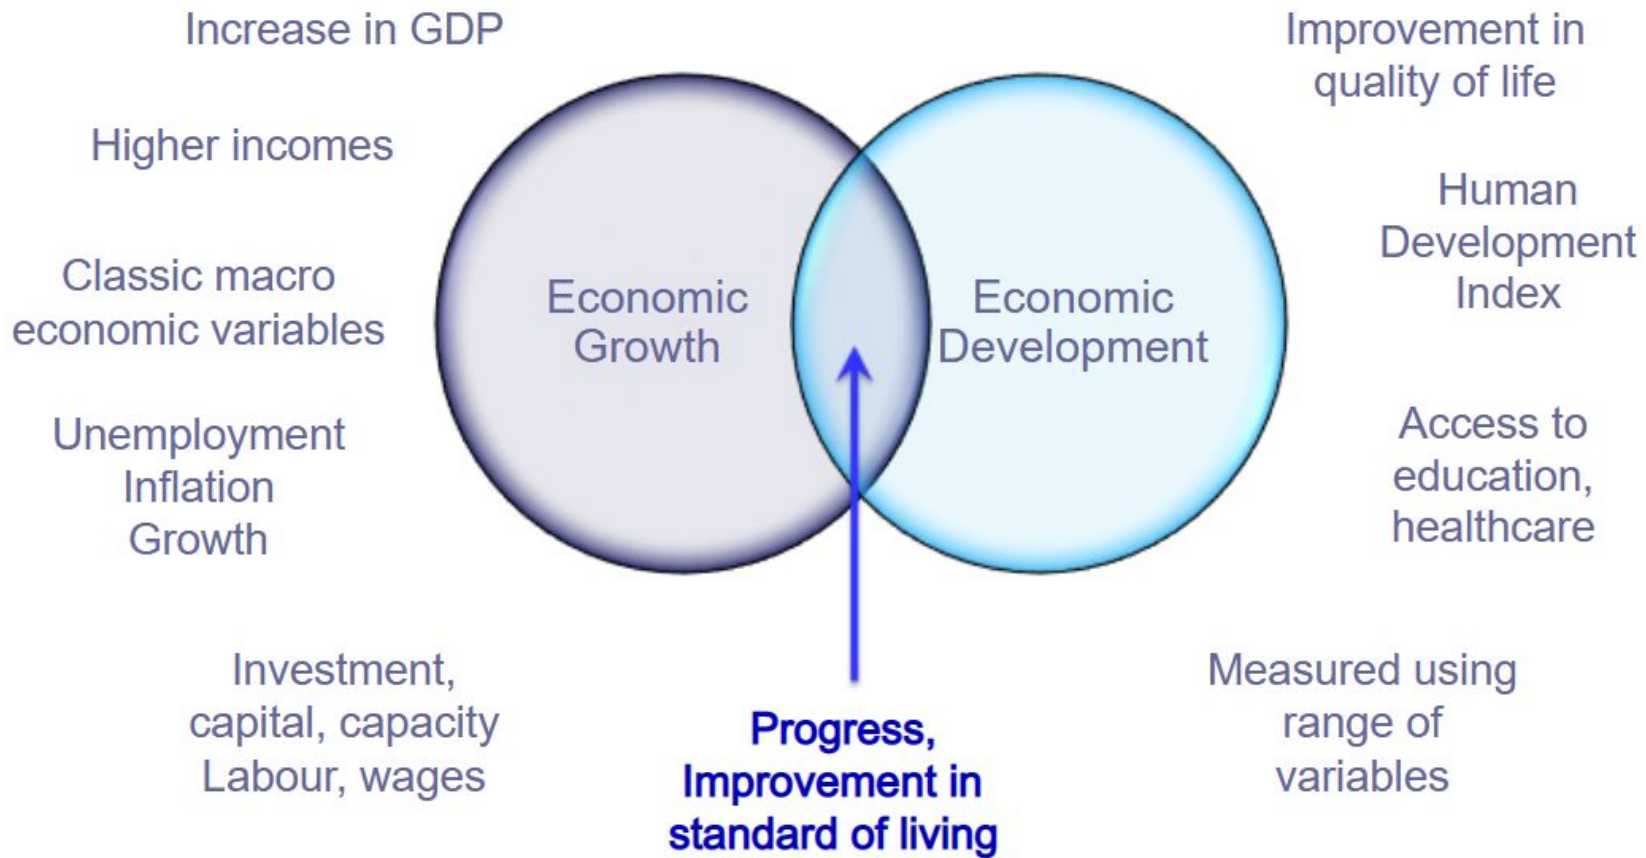 Increase in GDP
Higher incomes
Classic macro
economic variables
Unemployment
Inflation
Growth
Investment,
capital, capacity
Labour, wages
Economic
Growth
Economic
Development
Progress,
Improvement in
standard of living
Improvement in
quality of life
Human
Development
Index
Access to
education,
healthcare
Measured using
range of
variables